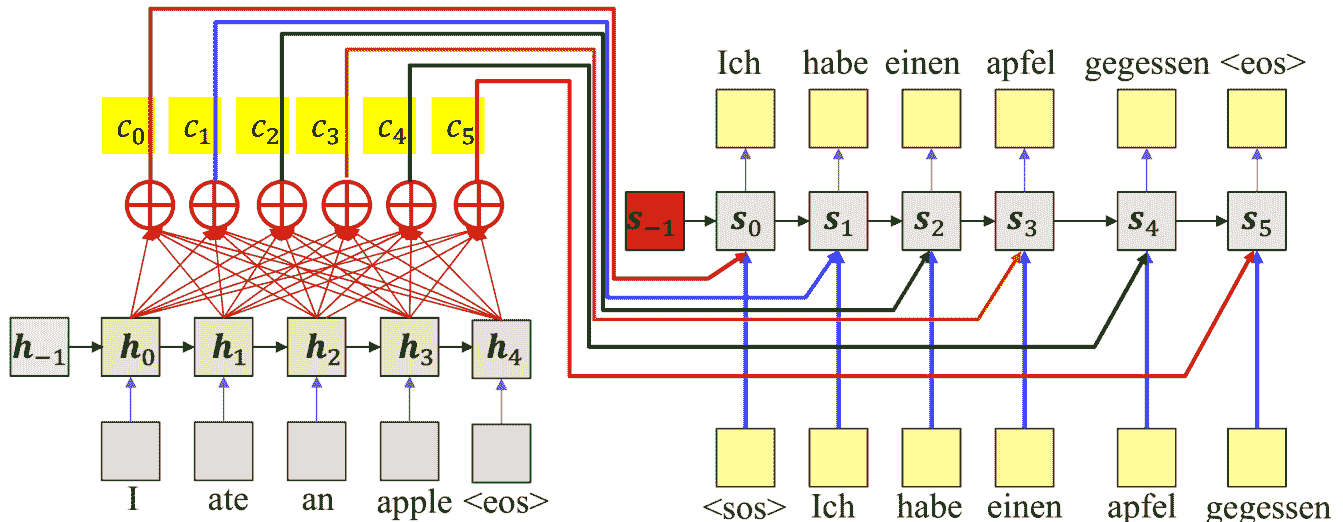 Ich habe einen apfel gegessen <eos>
c₀ c₁ c₂ c₃ c₄ c₅
s₋₁ s₀ s₁ s₂ s₃ s₄ s₅
h₋₁ h₀ h₁ h₂ h₃ h₄
I ate an apple <eos>
<sos> Ich habe einen apfel gegessen